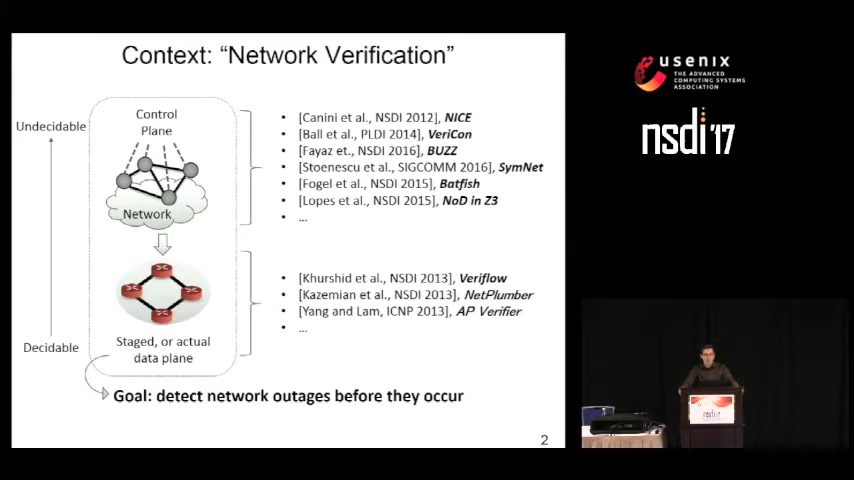 Context: “Network Verification”
Undecidable
Control
Plane
Network
Staged, or actual
data plane
Decidable
• [Canini et al., NSDI 2012], NICE
• [Ball et al., PLDI 2014], VeriCon
• [Fayaz et., NSDI 2016], BUZZ
• [Stoenescu et al., SIGCOMM 2016], SymNet
• [Fogel et al., NSDI 2015], Batfish
• [Lopes et al., NSDI 2015], NoD in Z3
• ...
• [Khurshid et al., NSDI 2013], Veriflow
• [Kazemian et al., NSDI 2013], NetPlumber
• [Yang and Lam, ICNP 2013], AP Verifier
• ...
Goal: detect network outages before they occur
2
usenix
THE ADVANCED
COMPUTING SYSTEMS
ASSOCIATION
nsdi '17
nsdi'17